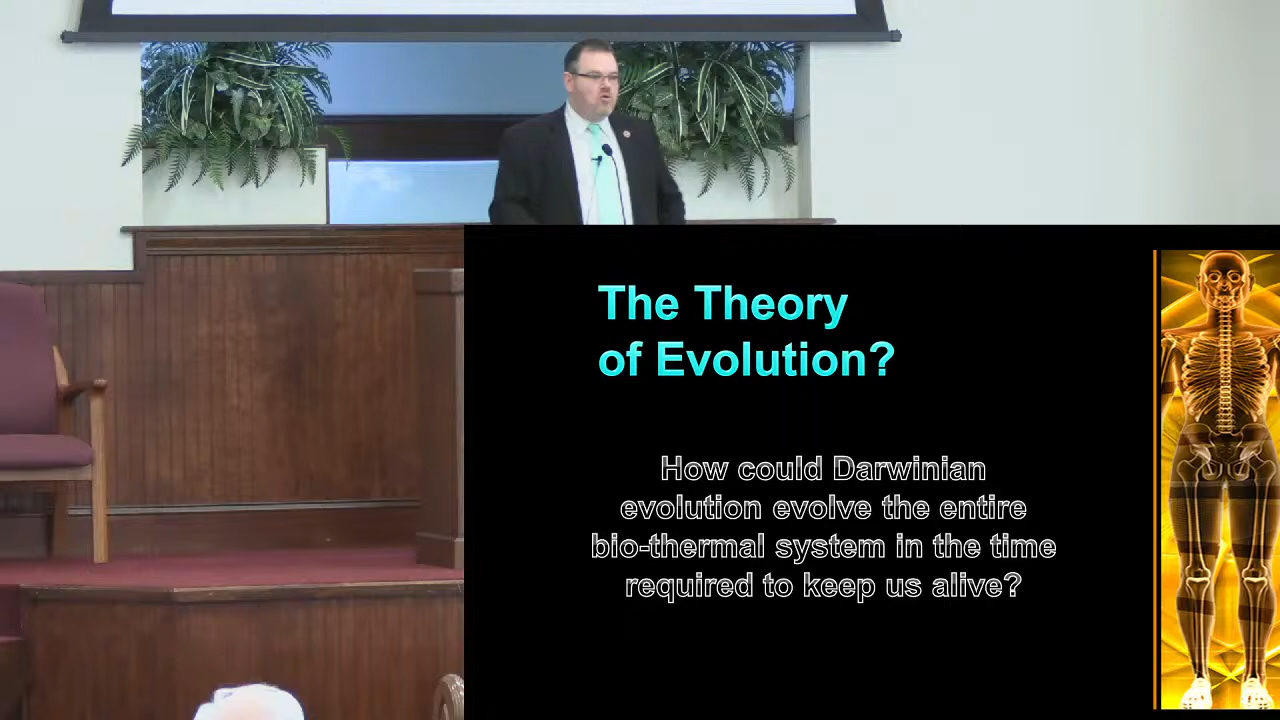 The Theory
of Evolution?
How could Darwinian
evolution evolve the entire
bio-thermal system in the time
required to keep us alive?